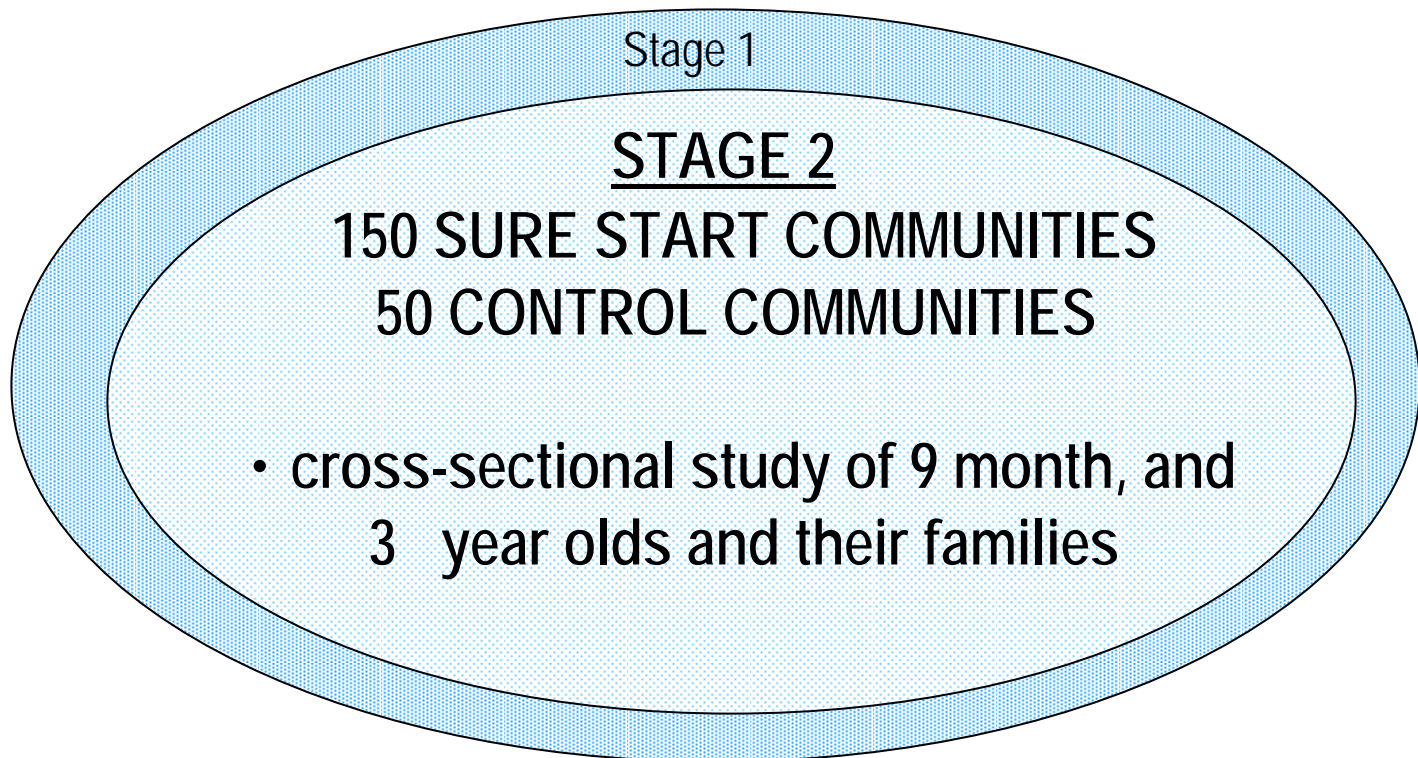 Stage 1
STAGE 2
150 SURE START COMMUNITIES
50 CONTROL COMMUNITIES
• cross-sectional study of 9 month, and
3 year olds and their families